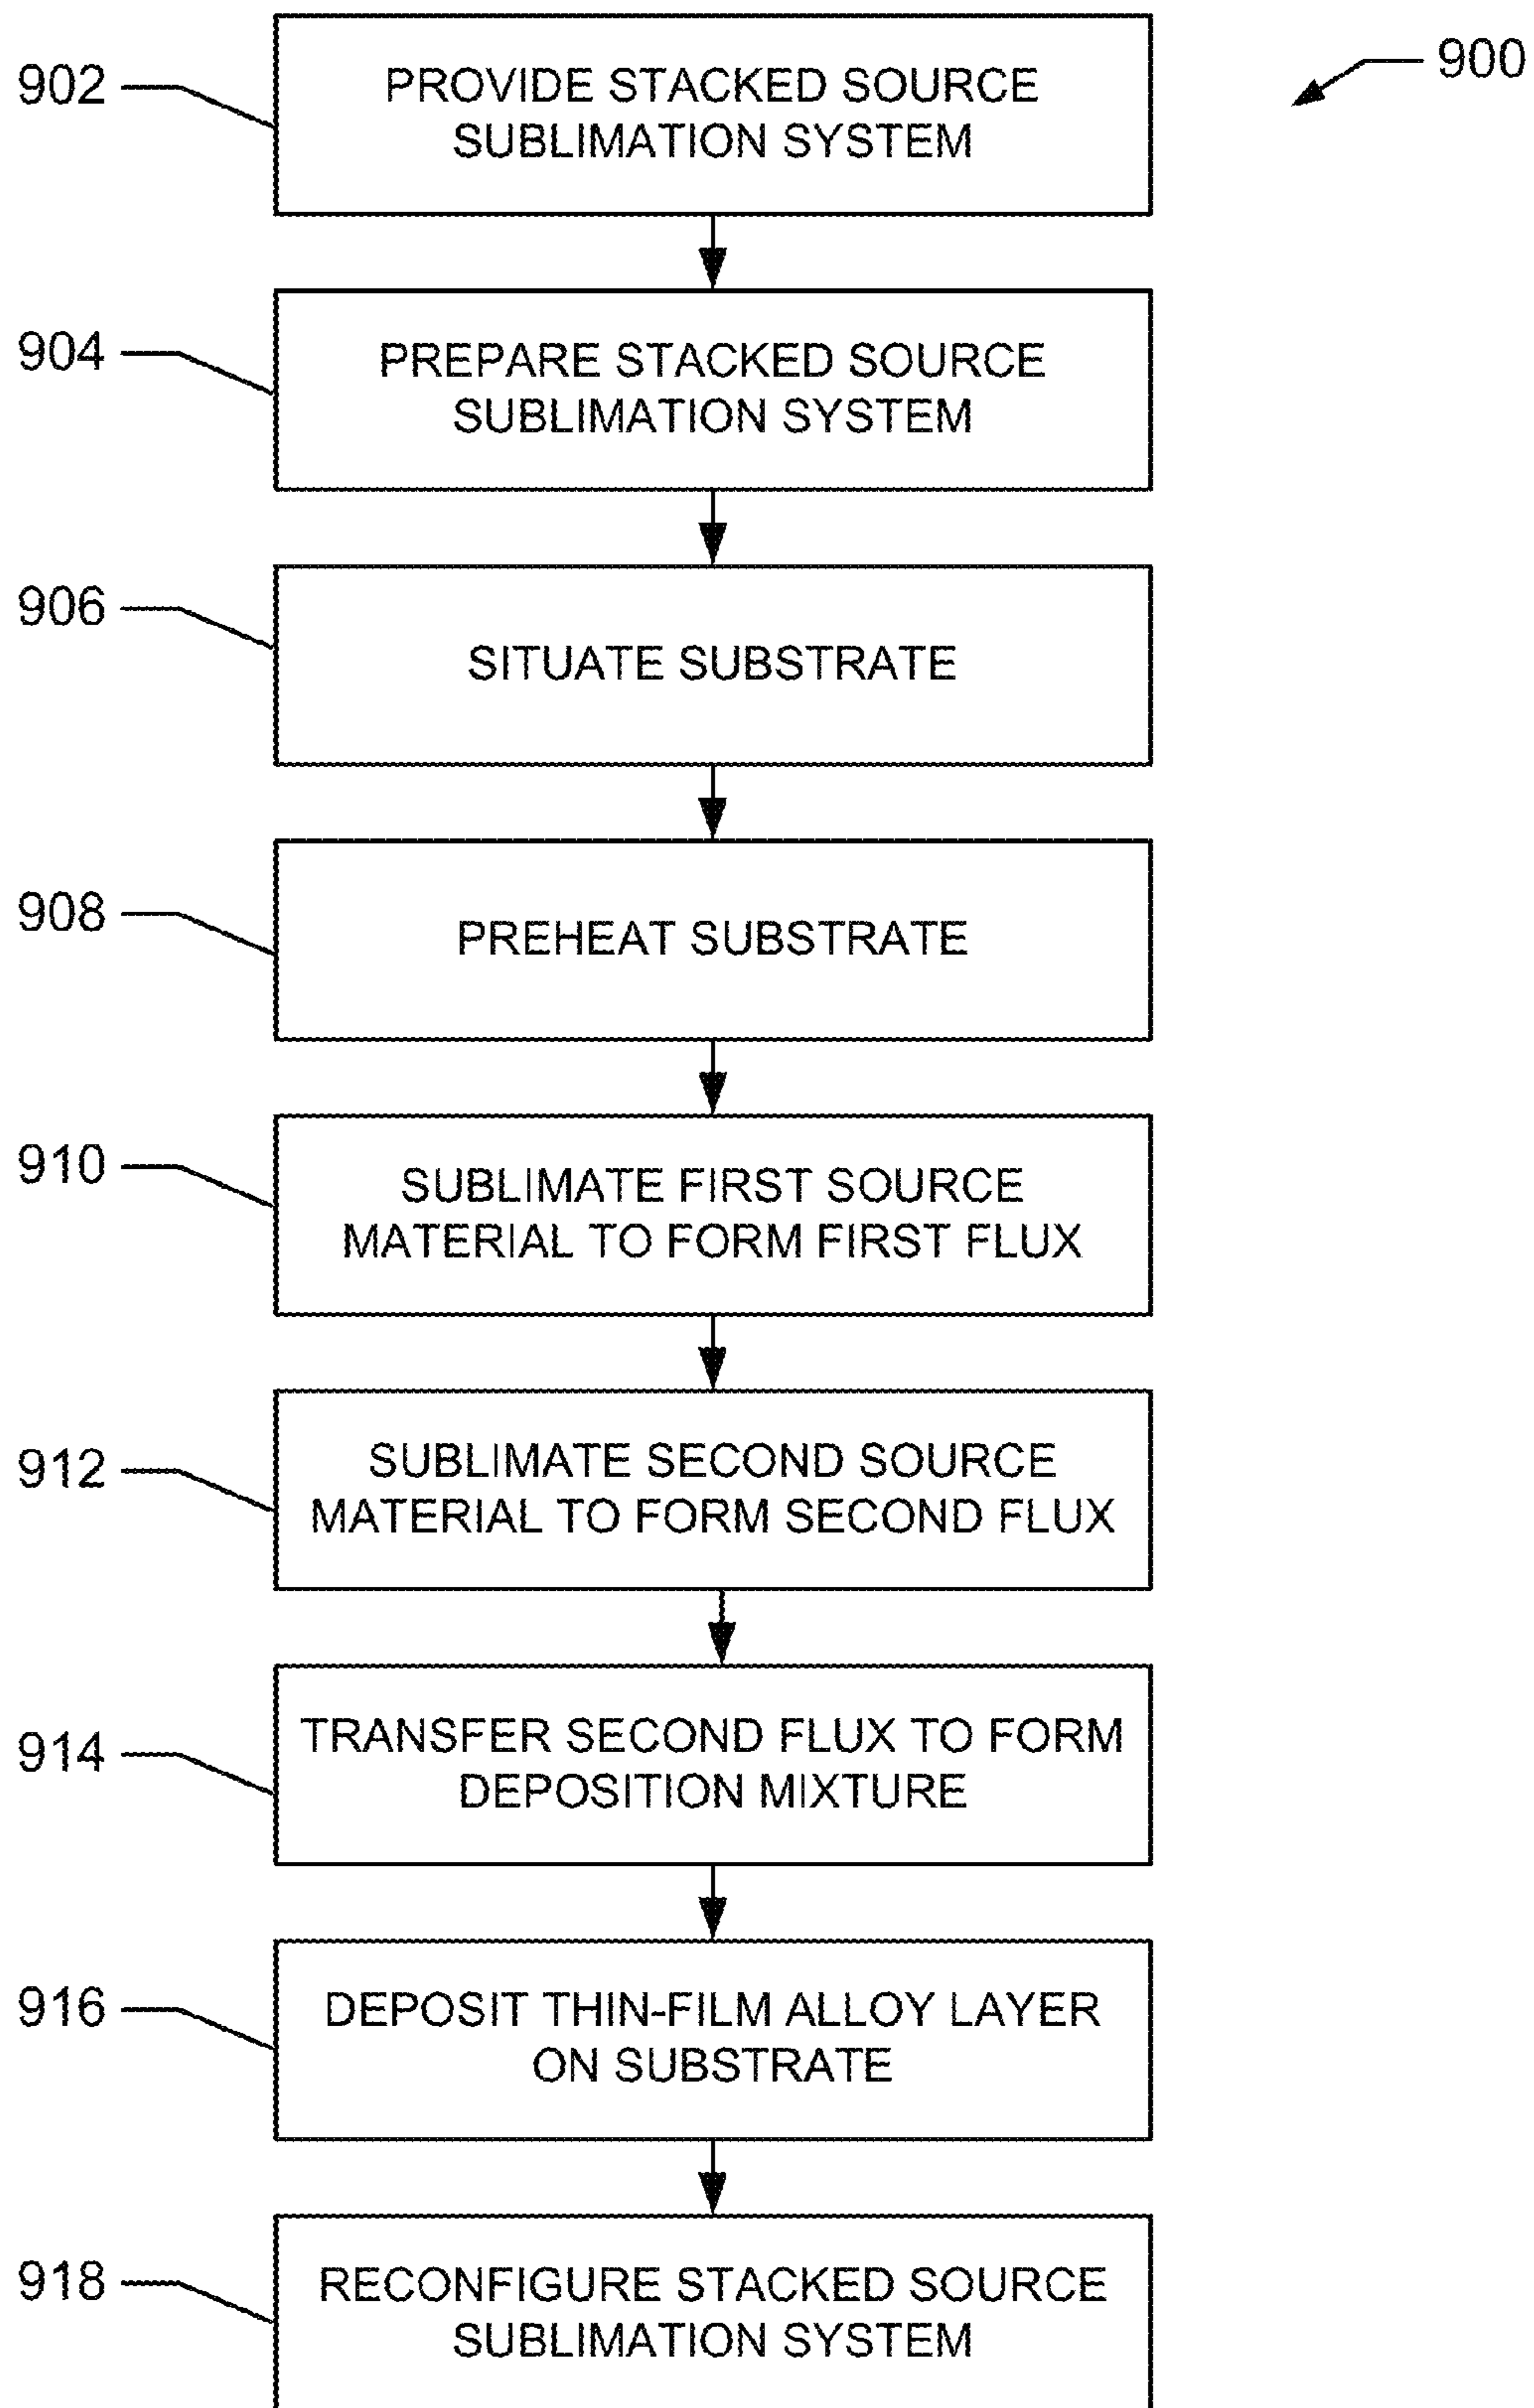 900
902
PROVIDE STACKED SOURCE
SUBLIMATION SYSTEM
904
PREPARE STACKED SOURCE
SUBLIMATION SYSTEM
906
SITUATE SUBSTRATE
908
PREHEAT SUBSTRATE
910
SUBLIMATE FIRST SOURCE
MATERIAL TO FORM FIRST FLUX
912
SUBLIMATE SECOND SOURCE
MATERIAL TO FORM SECOND FLUX
914
TRANSFER SECOND FLUX TO FORM
DEPOSITION MIXTURE
916
DEPOSIT THIN-FILM ALLOY LAYER
ON SUBSTRATE
918
RECONFIGURE STACKED SOURCE
SUBLIMATION SYSTEM